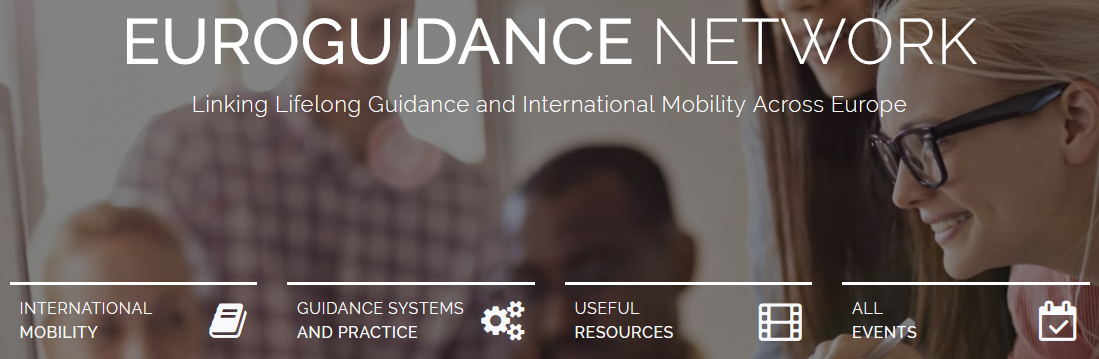 EUROGUIDANCE NETWORK
Linking Lifelong Guidance and International Mobility Across Europe
INTERNATIONAL
MOBILITY
GUIDANCE SYSTEMS
AND PRACTICE
USEFUL
RESOURCES
ALL
EVENTS